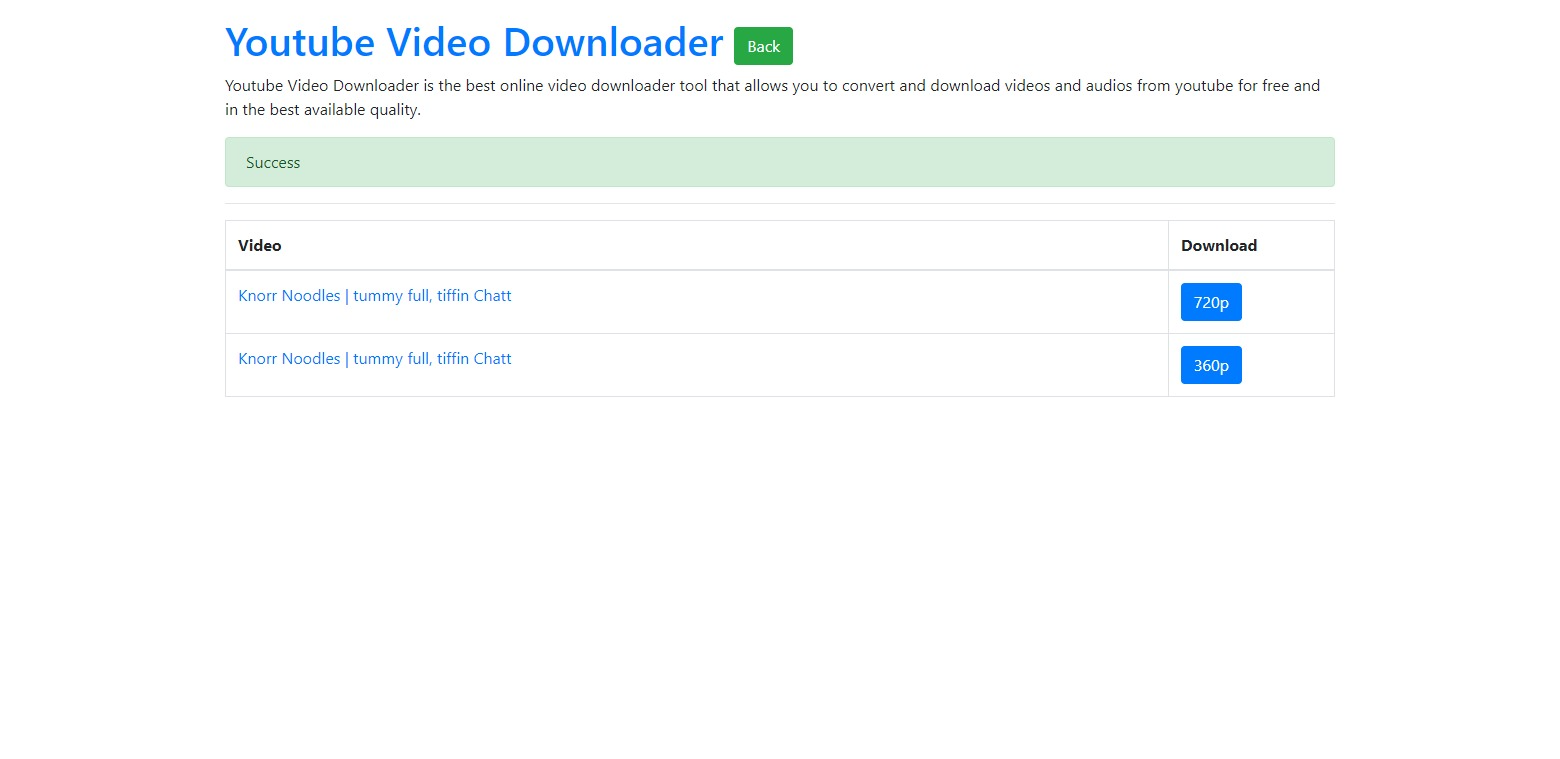 Youtube Video Downloader Back
Youtube Video Downloader is the best online video downloader tool that allows you to convert and download videos and audios from youtube for free and
in the best available quality.
Success
Video Download
Knorr Noodles | tummy full, tiffin Chatt 720p
Knorr Noodles | tummy full, tiffin Chatt 360p